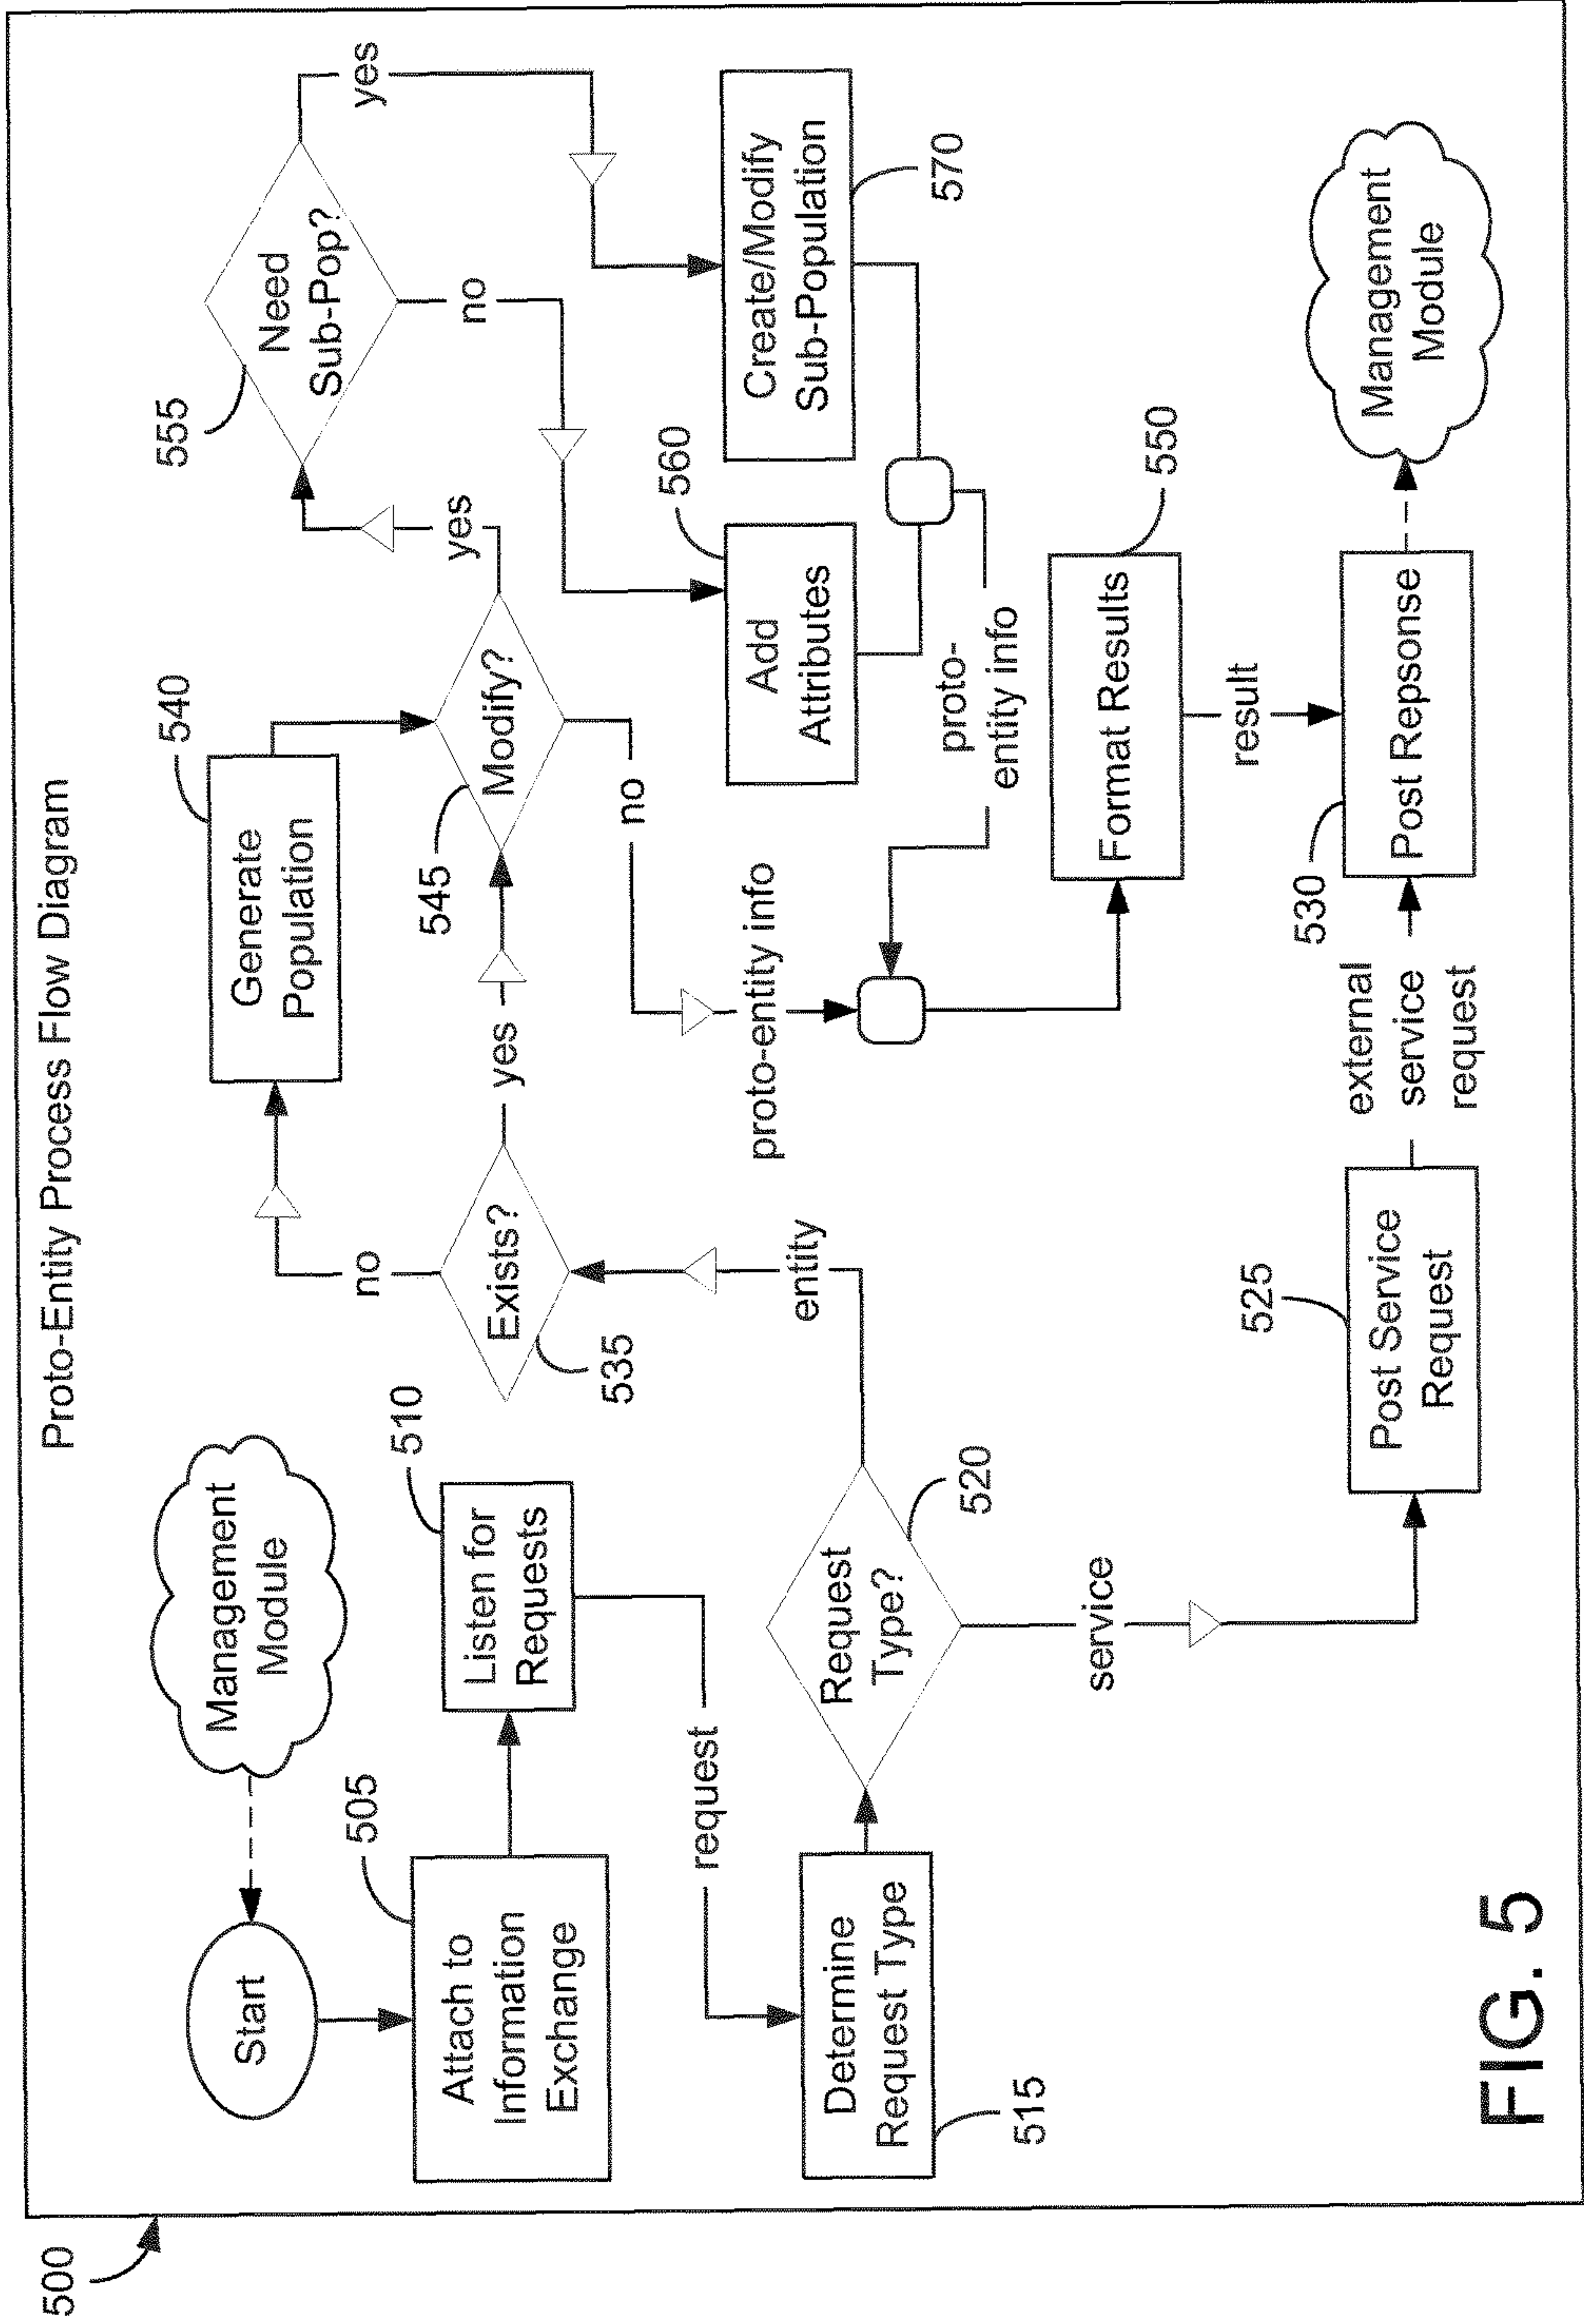 500
Proto-Entity Process Flow Diagram
Start
Management
Module
Attach to
Information
Exchange
505
Listen for
Requests
510
request
Determine
Request Type
515
Request
Type?
520
entity
service
Exists?
535
no
yes
Generate
Population
540
Modify?
545
yes
no
Need
Sub-Pop?
555
yes
no
Add
Attributes
560
Create/Modify
Sub-Population
570
proto-entity info
proto-
entity info
Format Results
550
result
Post Service
Request
525
external
service
request
Post Repsonse
530
Management
Module
FIG. 5